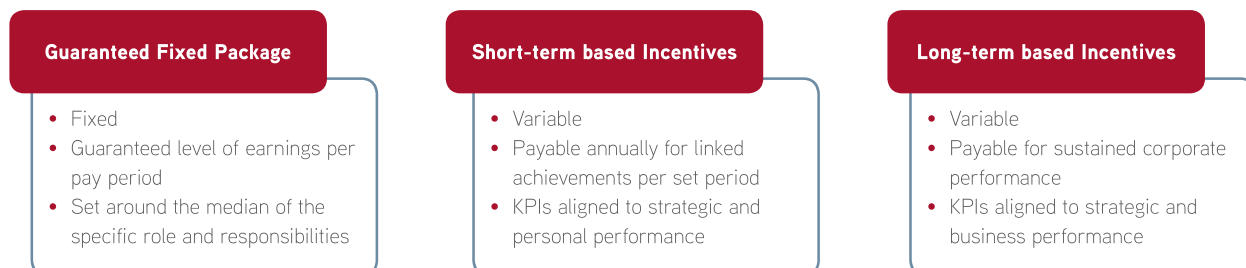 Guaranteed Fixed Package
• Fixed
• Guaranteed level of earnings per
pay period
• Set around the median of the
specific role and responsibilities
Short-term based Incentives
• Variable
• Payable annually for linked
achievements per set period
• KPIs aligned to strategic and
personal performance
Long-term based Incentives
• Variable
• Payable for sustained corporate
performance
• KPIs aligned to strategic and
business performance